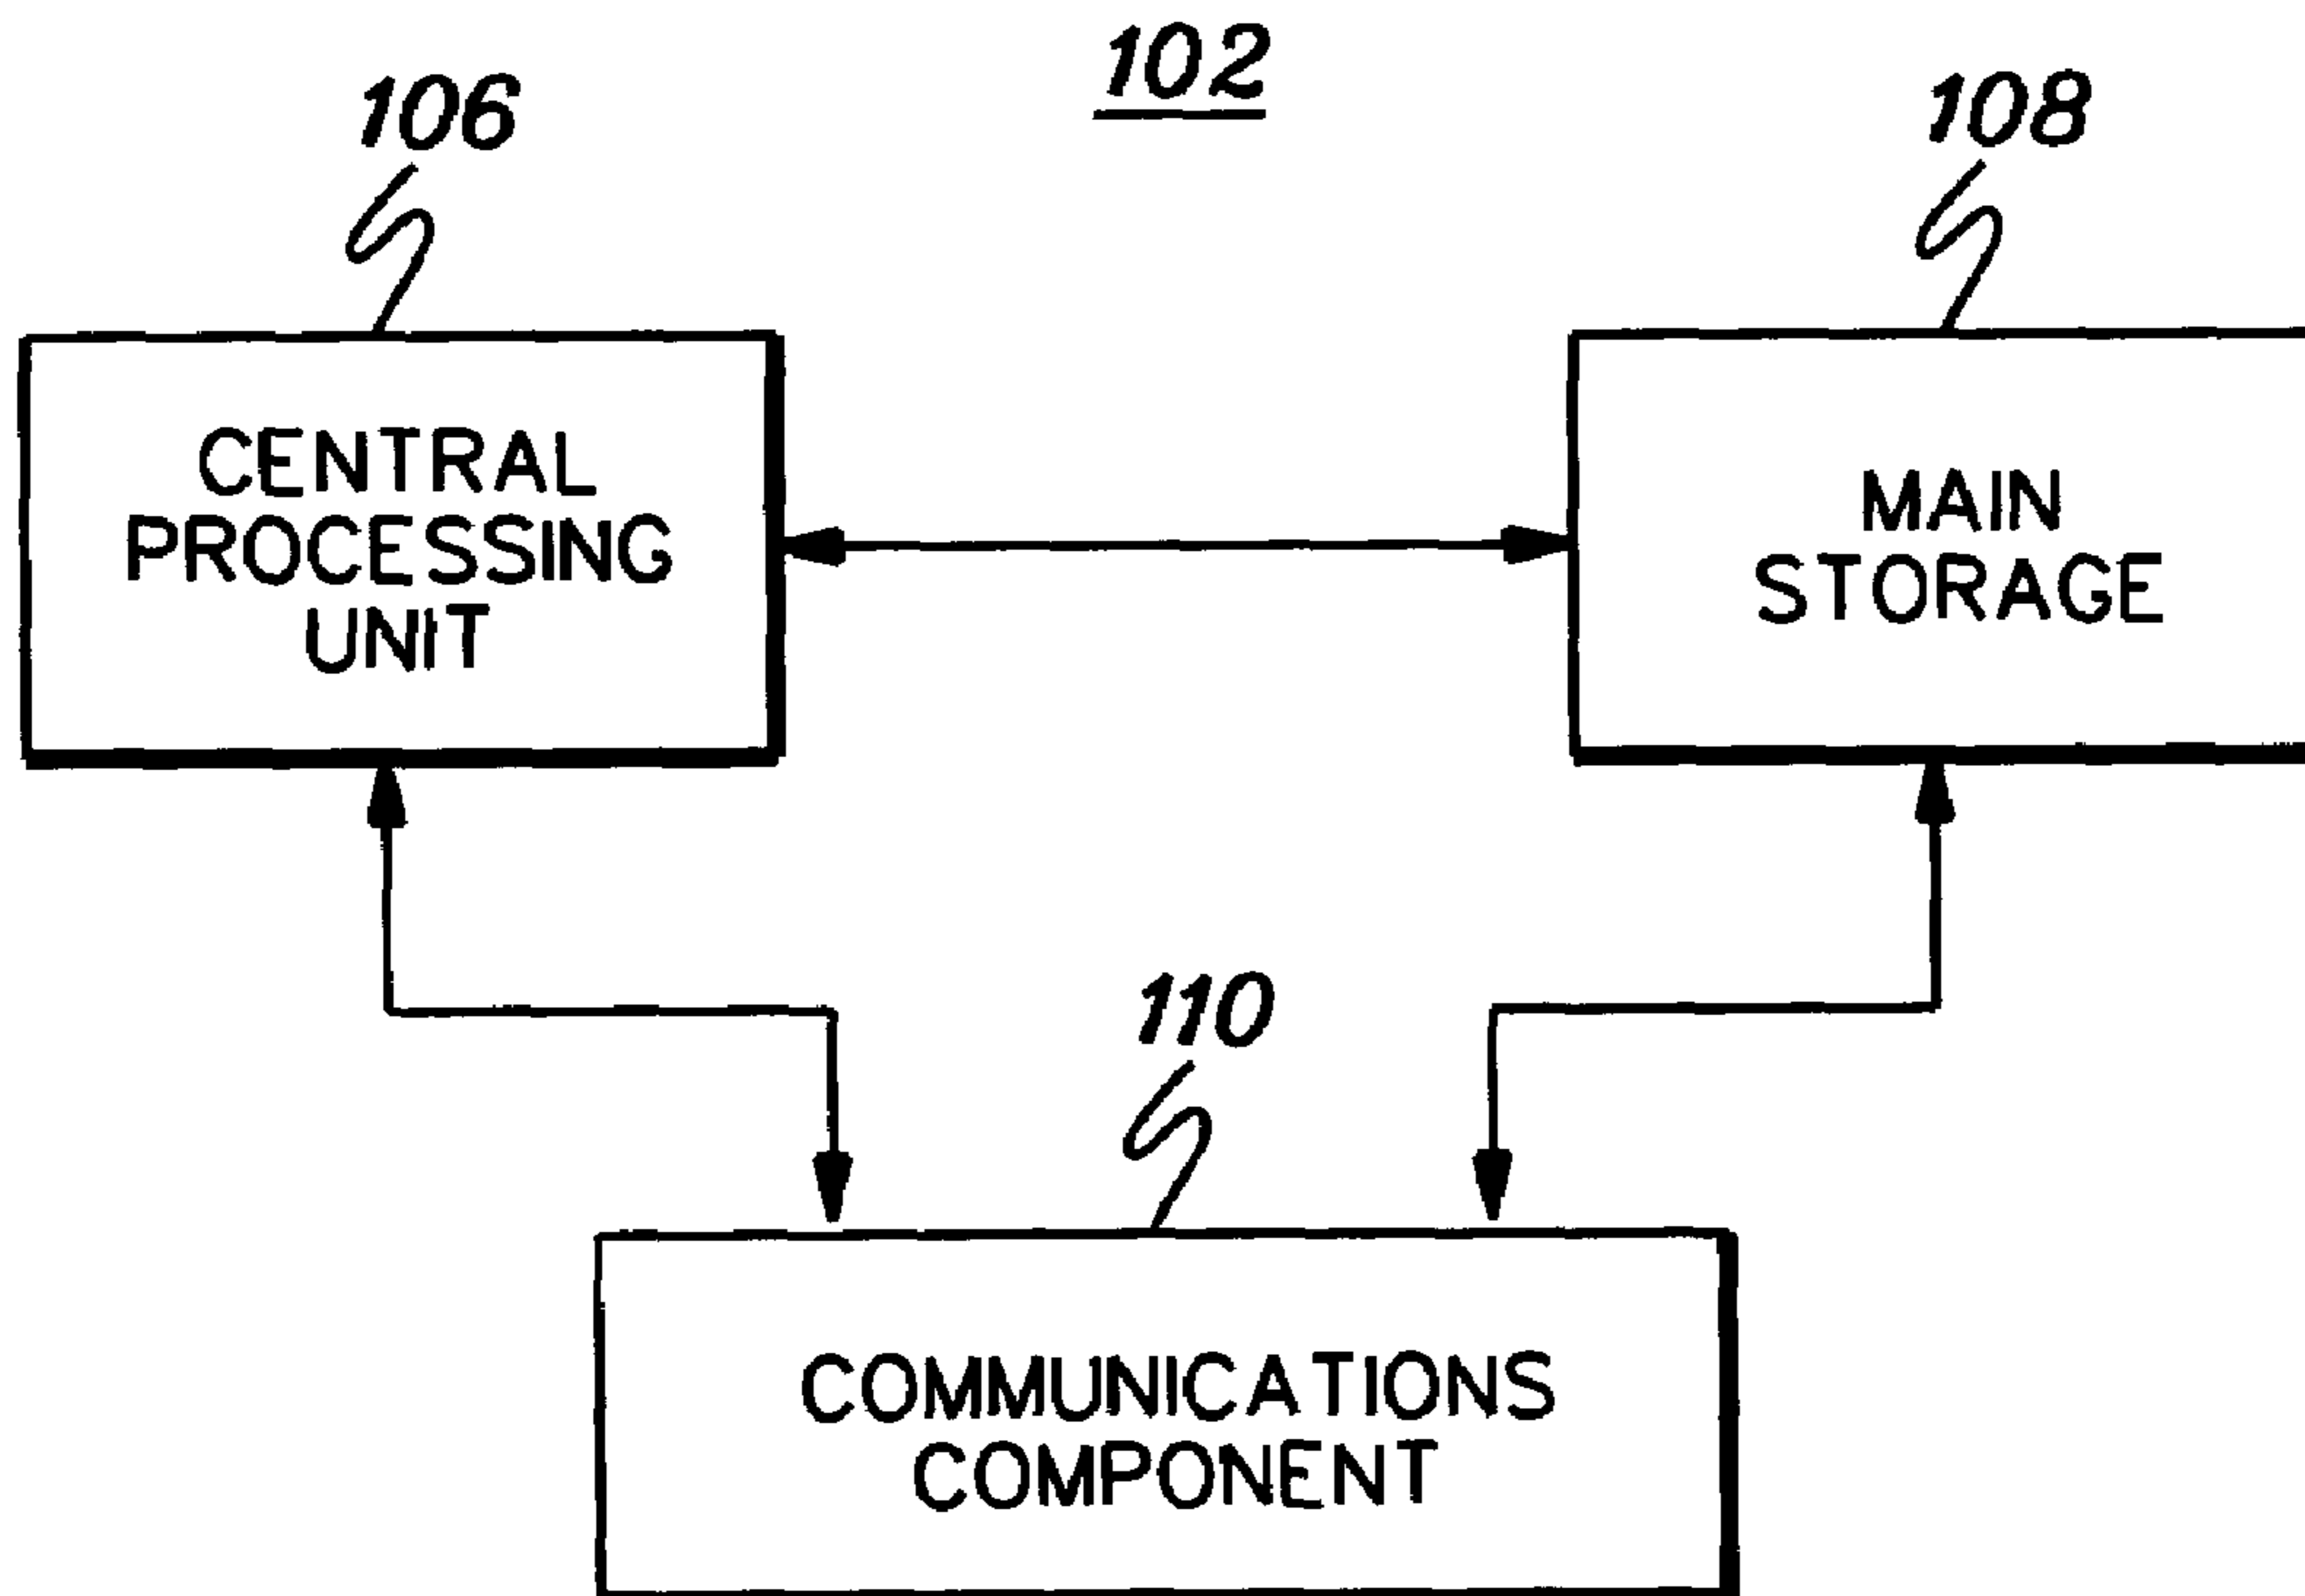 102
106
108
CENTRAL
PROCESSING
UNIT
MAIN
STORAGE
110
COMMUNICATIONS
COMPONENT